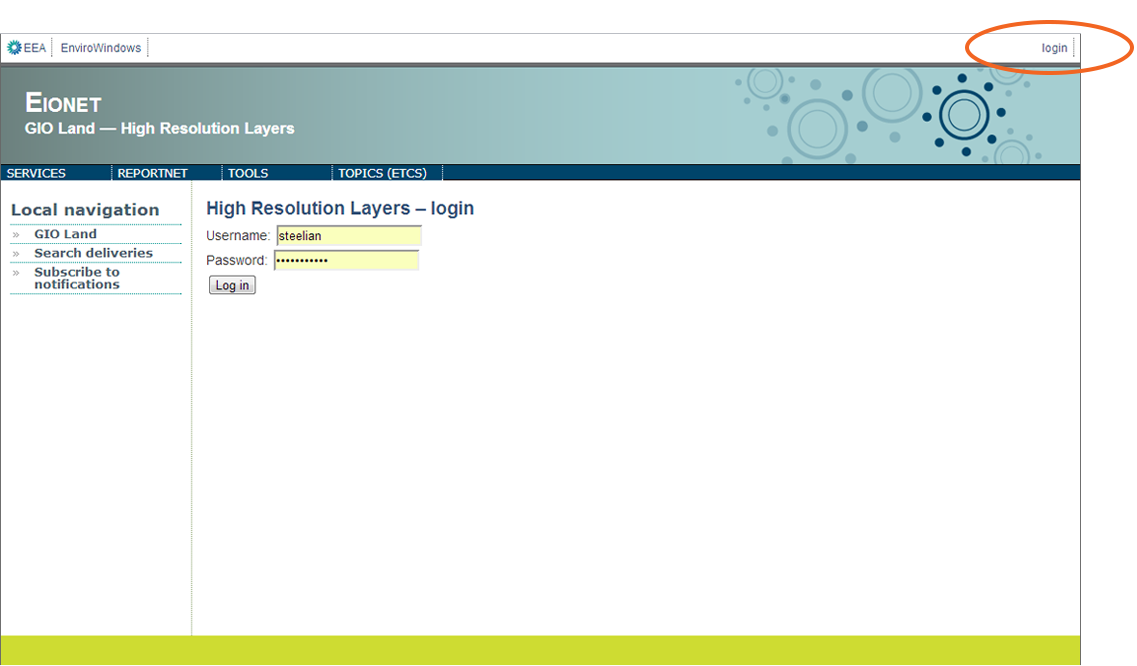 EEA EnviroWindows login
EIONET
GIO Land — High Resolution Layers
SERVICES REPORTNET TOOLS TOPICS (ETCS)
Local navigation
» GIO Land
» Search deliveries
» Subscribe to
notifications
High Resolution Layers – login
Username: steelian
Password: •••••••••••
Log in